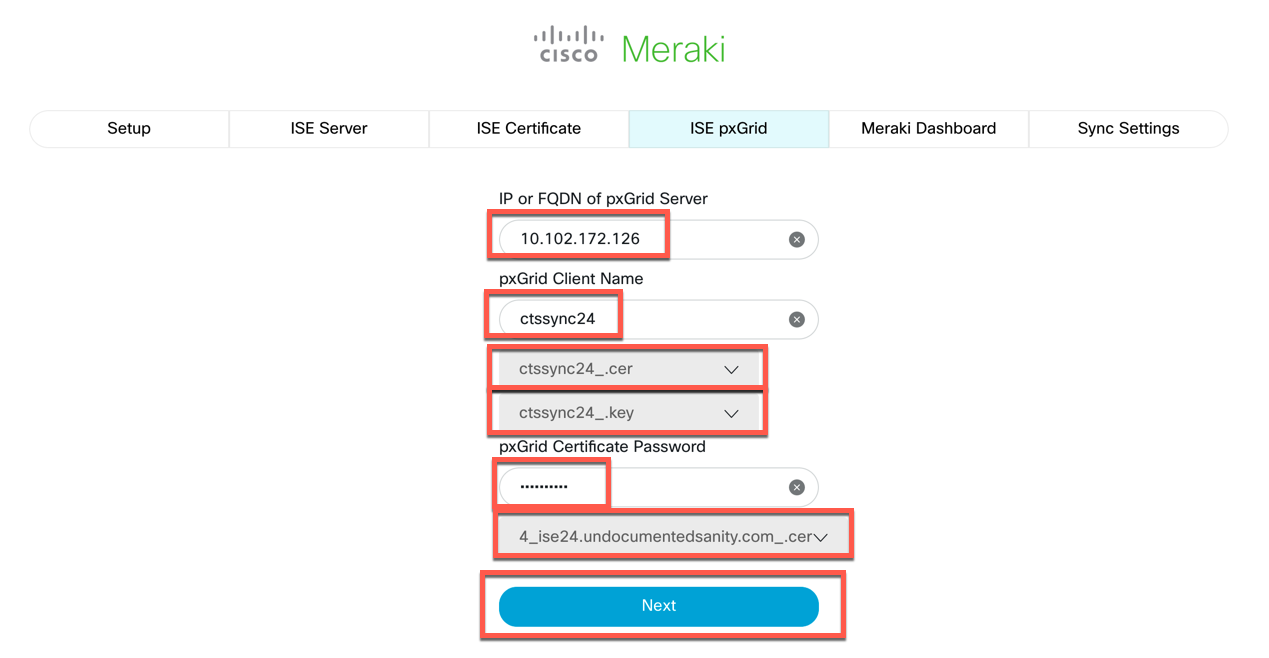 cisco Meraki
Setup ISE Server ISE Certificate ISE pxGrid Meraki Dashboard Sync Settings
IP or FQDN of pxGrid Server
10.102.172.126
pxGrid Client Name
ctssync24
ctssync24_.cer
ctssync24_.key
pxGrid Certificate Password
••••••••••
4_ise24.undocumentedsanity.com_.cer
Next